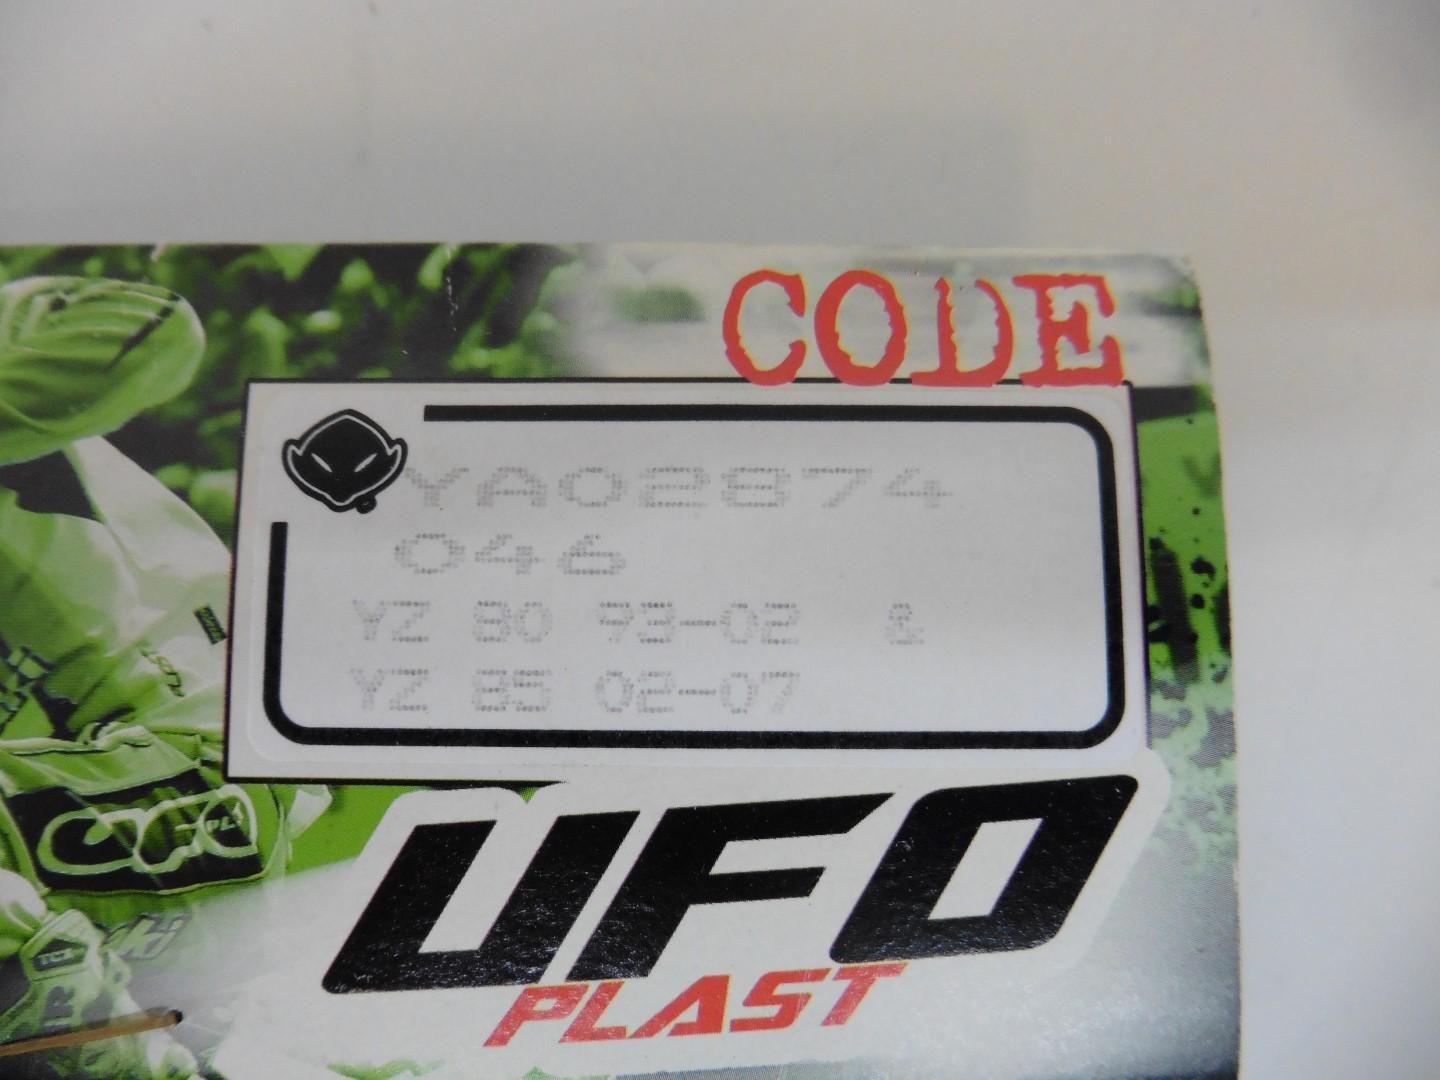 CODE
YA02874
046
YZ 80 93-02 &
YZ 85 02-07
UFO
PLAST